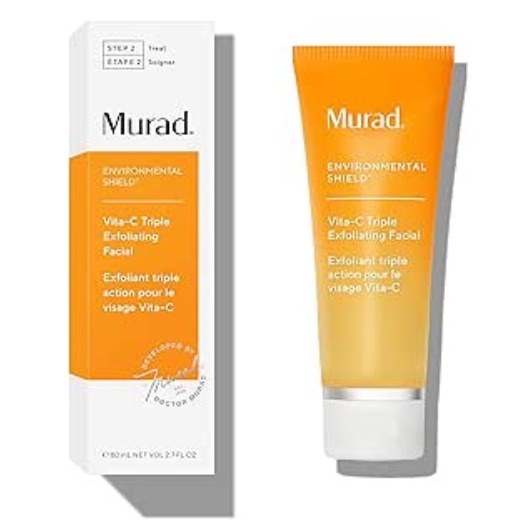 STEP 2 Treat
ÉTAPE 2 Soigner
Murad.
ENVIRONMENTAL
SHIELD
Vita-C Triple
Exfoliating
Facial
Exfoliant triple
action pour le
visage Vita-C
DEVELOPED BY
Murad
DOCTOR MURAD
e 80 mL NET VOL 2.7 FL OZ
Murad.
ENVIRONMENTAL
SHIELD
Vita-C Triple
Exfoliating Facial
Exfoliant triple
action pour le
visage Vita-C